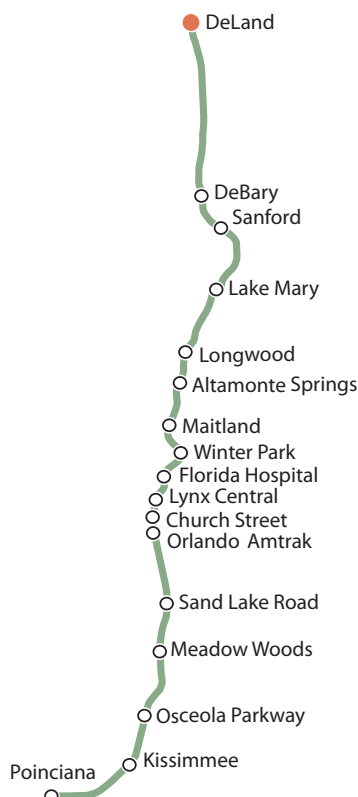 DeLand
DeBary
Sanford
Lake Mary
Longwood
Altamonte Springs
Maitland
Winter Park
Florida Hospital
Lynx Central
Church Street
Orlando Amtrak
Sand Lake Road
Meadow Woods
Osceola Parkway
Kissimmee
Poinciana